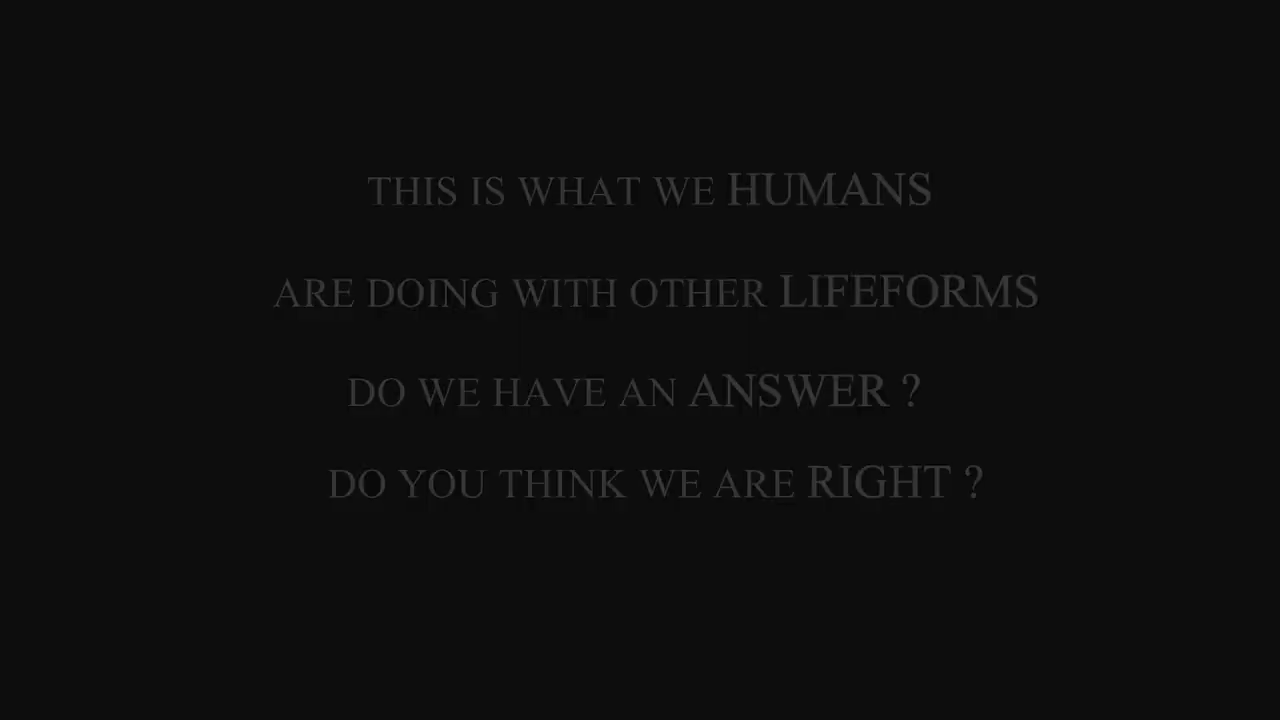 THIS IS WHAT WE HUMANS
ARE DOING WITH OTHER LIFEFORMS
DO WE HAVE AN ANSWER ?
DO YOU THINK WE ARE RIGHT ?